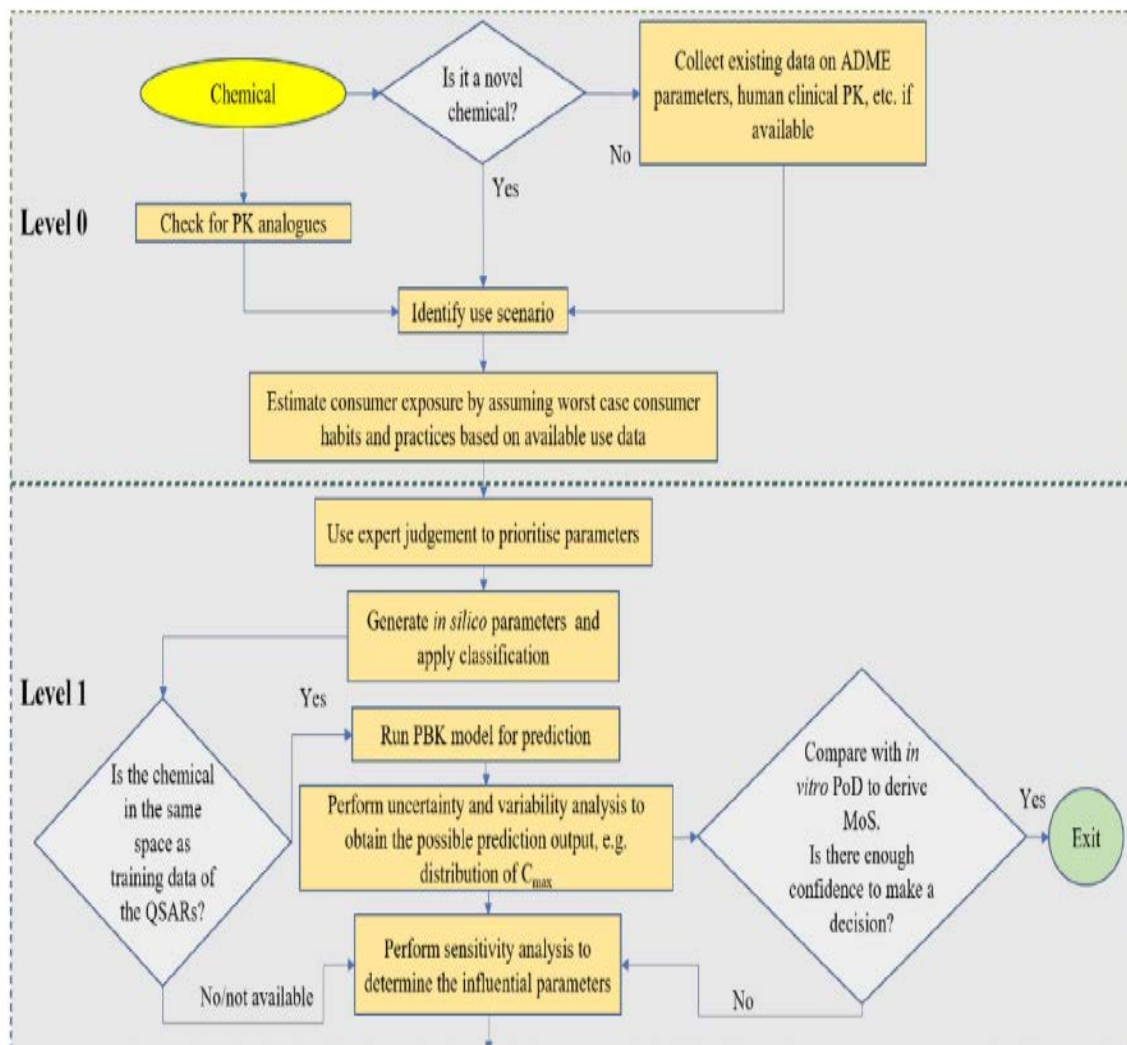 Chemical
Is it a novel
chemical?
Collect existing data on ADME
parameters, human clinical PK, etc. if
available
No
Yes
Level 0
Check for PK analogues
Identify use scenario
Estimate consumer exposure by assuming worst case consumer
habits and practices based on available use data
Use expert judgement to prioritise parameters
Generate in silico parameters and
apply classification
Level 1
Yes
Run PBK model for prediction
Is the chemical
in the same
space as
training data of
the QSARs?
Perform uncertainty and variability analysis to
obtain the possible prediction output, e.g.
distribution of Cmax
Compare with in
vitro PoD to derive
MoS.
Is there enough
confidence to make a
decision?
Yes
Exit
Perform sensitivity analysis to
determine the influential parameters
No/not available
No